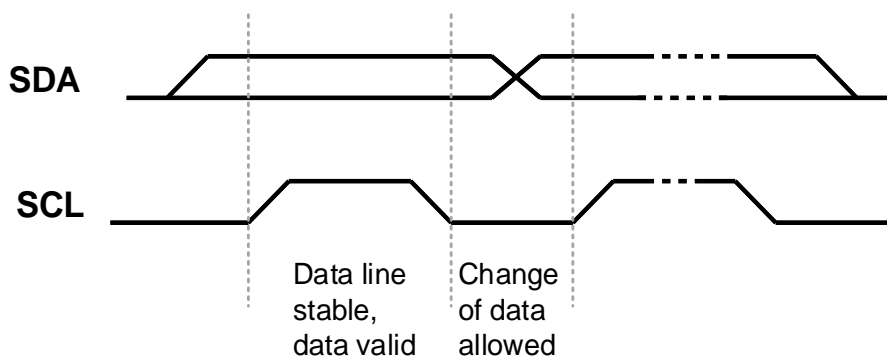 SDA
SCL
Data line
stable,
data valid
Change
of data
allowed